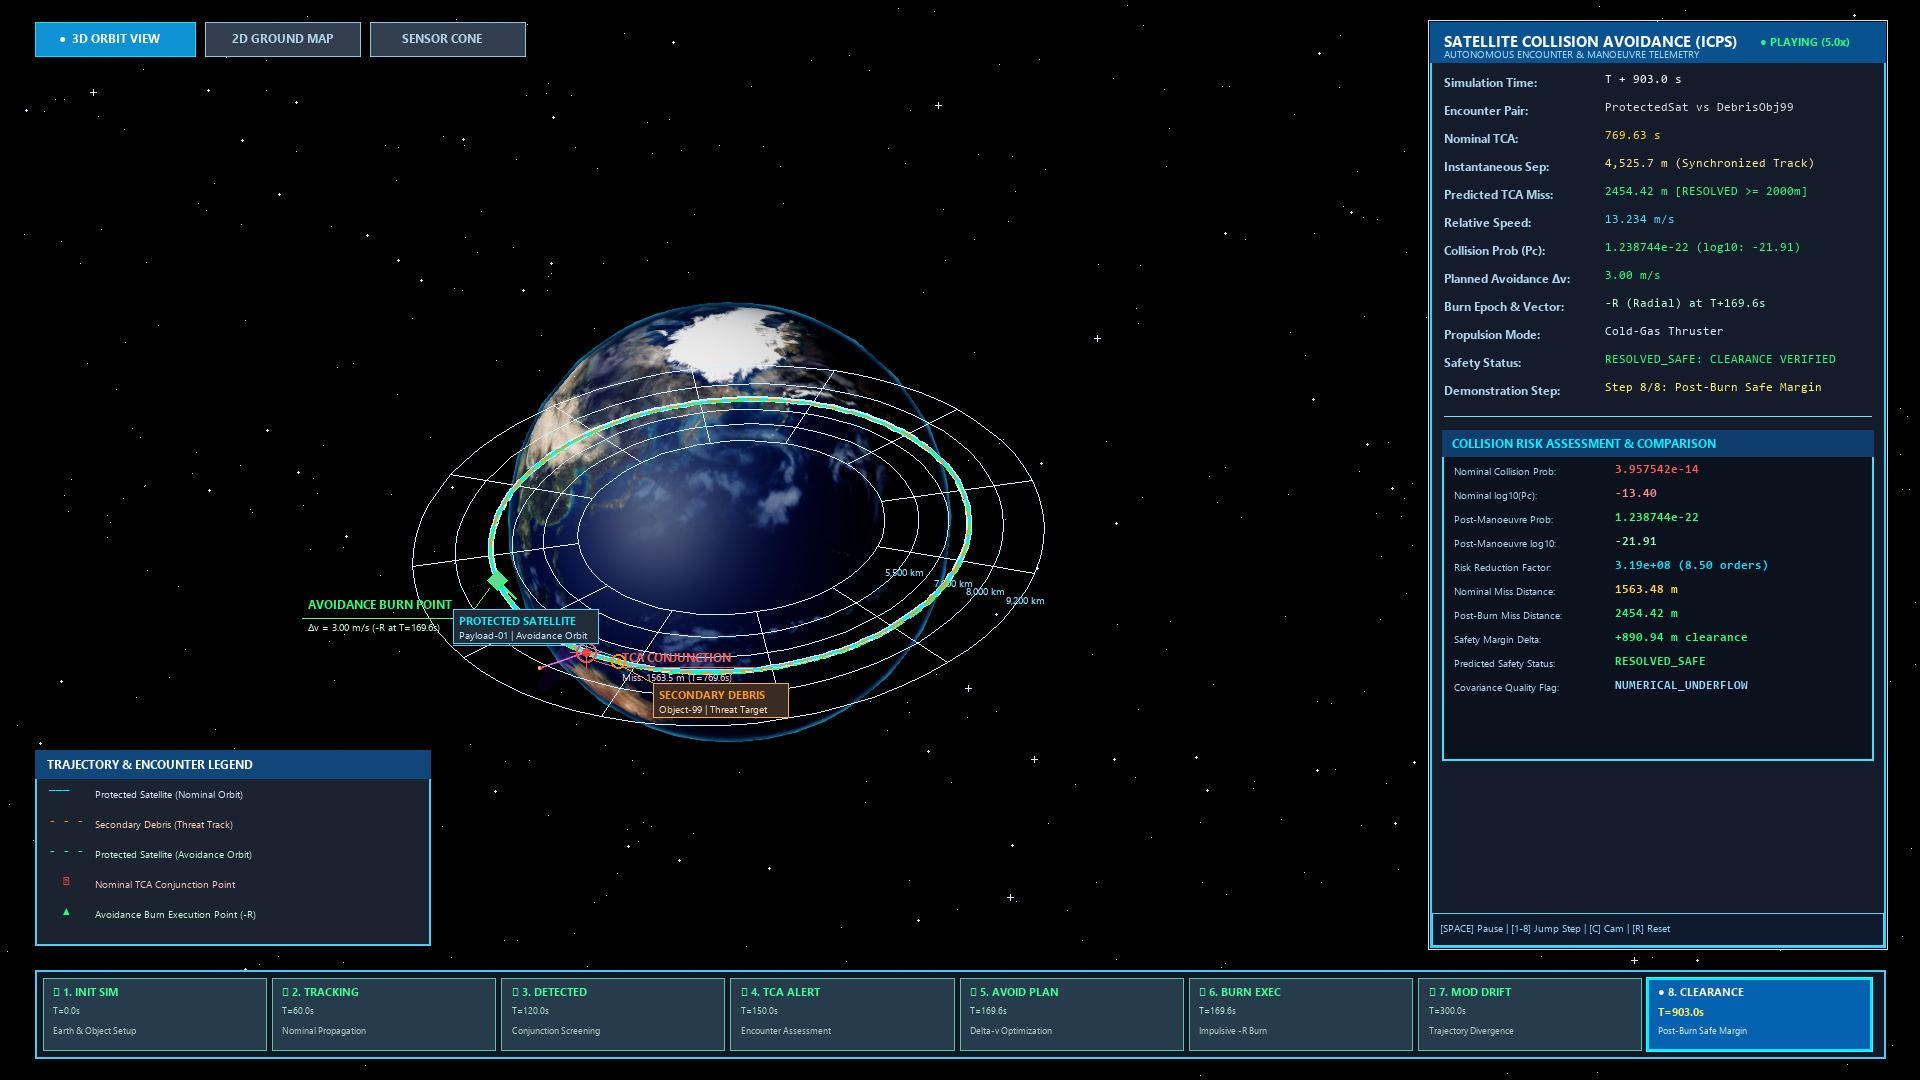 ● 3D ORBIT VIEW
2D GROUND MAP
SENSOR CONE
SATELLITE COLLISION AVOIDANCE (ICPS)
● PLAYING (5.0x)
AUTONOMOUS ENCOUNTER & MANOEUVRE TELEMETRY
Simulation Time: T + 903.0 s
Encounter Pair: ProtectedSat vs DebrisObj99
Nominal TCA: 769.63 s
Instantaneous Sep: 4,525.7 m (Synchronized Track)
Predicted TCA Miss: 2454.42 m [RESOLVED >= 2000m]
Relative Speed: 13.234 m/s
Collision Prob (Pc): 1.238744e-22 (log10: -21.91)
Planned Avoidance Δv: 3.00 m/s
Burn Epoch & Vector: -R (Radial) at T+169.6s
Propulsion Mode: Cold-Gas Thruster
Safety Status: RESOLVED_SAFE: CLEARANCE VERIFIED
Demonstration Step: Step 8/8: Post-Burn Safe Margin
COLLISION RISK ASSESSMENT & COMPARISON
Nominal Collision Prob: 3.957542e-14
Nominal log10(Pc): -13.40
Post-Manoeuvre Prob: 1.238744e-22
Post-Manoeuvre log10: -21.91
Risk Reduction Factor: 3.19e+08 (8.50 orders)
Nominal Miss Distance: 1563.48 m
Post-Burn Miss Distance: 2454.42 m
Safety Margin Delta: +890.94 m clearance
Predicted Safety Status: RESOLVED_SAFE
Covariance Quality Flag: NUMERICAL_UNDERFLOW
[SPACE] Pause | [1-8] Jump Step | [C] Cam | [R] Reset
5,500 km
km
8,000 km
9,200 km
AVOIDANCE BURN POINT
Δv = 3.00 m/s (-R at T=169.6s)
PROTECTED SATELLITE
Payload-01 | Avoidance Orbit
TCA CONJUNCTION
Miss: 1563.5 m (T=769.6s)
SECONDARY DEBRIS
Object-99 | Threat Target
TRAJECTORY & ENCOUNTER LEGEND
Protected Satellite (Nominal Orbit)
Secondary Debris (Threat Track)
Protected Satellite (Avoidance Orbit)
Nominal TCA Conjunction Point
▲ Avoidance Burn Execution Point (-R)
1. INIT SIM
T=0.0s
Earth & Object Setup
2. TRACKING
T=60.0s
Nominal Propagation
3. DETECTED
T=120.0s
Conjunction Screening
4. TCA ALERT
T=150.0s
Encounter Assessment
5. AVOID PLAN
T=169.6s
Delta-v Optimization
6. BURN EXEC
T=169.6s
Impulsive -R Burn
7. MOD DRIFT
T=300.0s
Trajectory Divergence
● 8. CLEARANCE
T=903.0s
Post-Burn Safe Margin